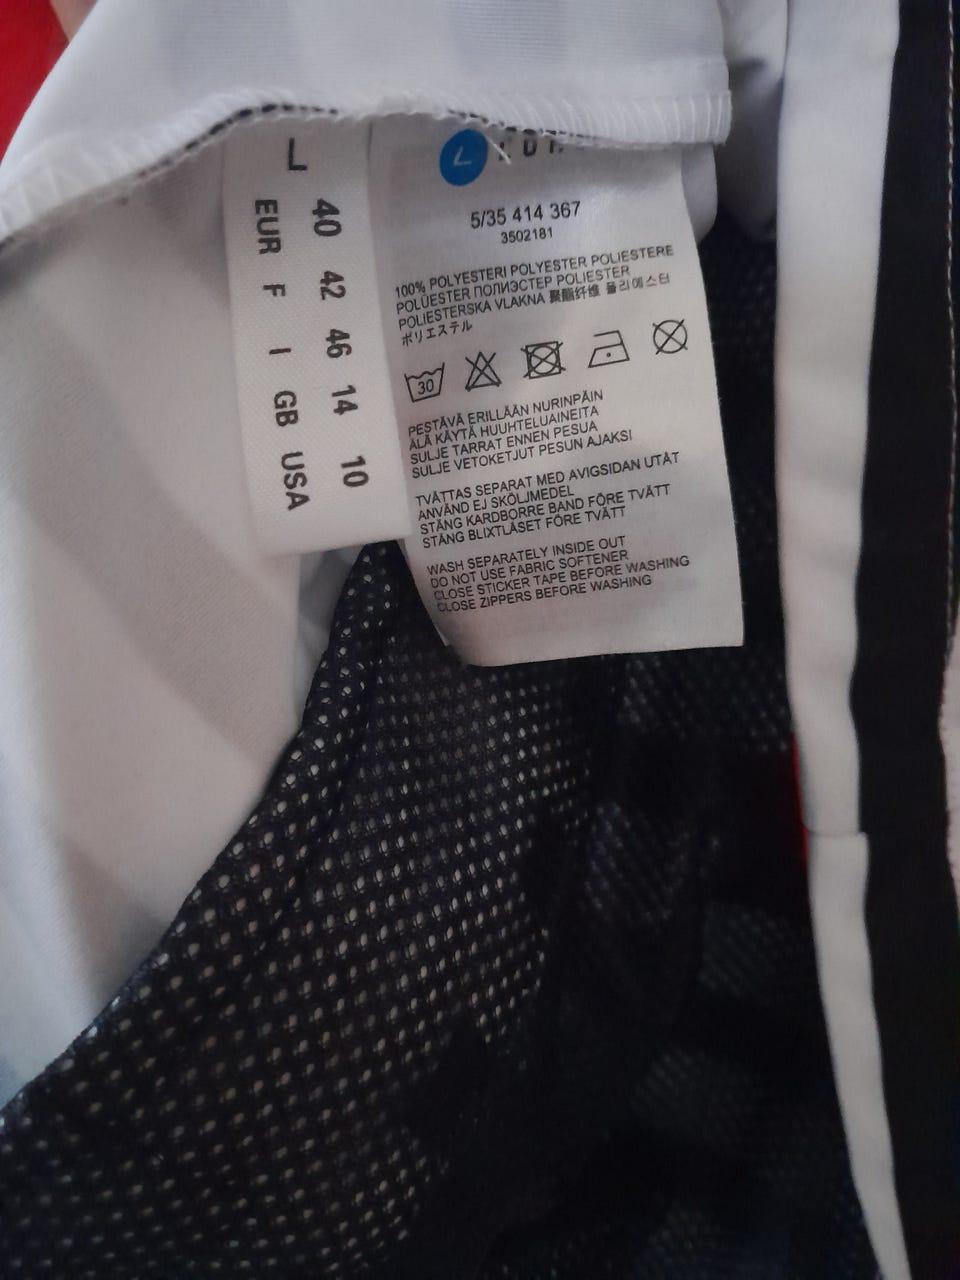 L
EUR 40
F 42
I 46
GB 14
USA 10
L
5/35 414 367
3502181
100% POLYESTERI POLYESTER POLIESTERE
POLÜESTER ПОЛИЭСТЕР POLIESTER
POLIESTERSKA VLAKNA 聚酯纤维 폴리에스터
ポリエステル
30
PESTÄVÄ ERILLÄÄN NURINPÄIN
ÄLÄ KÄYTÄ HUUHTELUAINEITA
SULJE TARRAT ENNEN PESUA
SULJE VETOKETJUT PESUN AJAKSI
TVÄTTAS SEPARAT MED AVIGSIDAN UTÅT
ANVÄND EJ SKÖLJMEDEL
STÄNG KARDBORRE BAND FÖRE TVÄTT
STÄNG BLIXTLÅSET FÖRE TVÄTT
WASH SEPARATELY INSIDE OUT
DO NOT USE FABRIC SOFTENER
CLOSE STICKER TAPE BEFORE WASHING
CLOSE ZIPPERS BEFORE WASHING